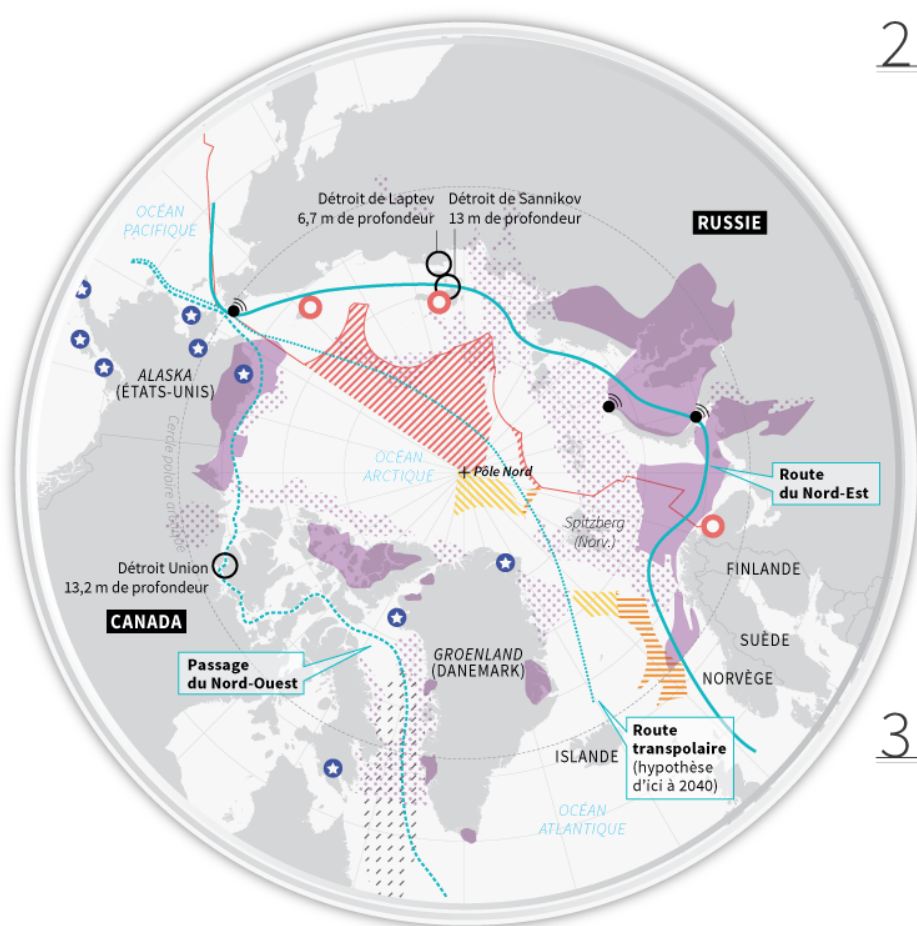 2
Détroit de Laptev
6,7 m de profondeur
Détroit de Sannikov
13 m de profondeur
OCÉAN
PACIFIQUE
RUSSIE
ALASKA
(ÉTATS-UNIS)
Cercle polaire arctique
OCÉAN
ARCTIQUE
Pôle Nord
Route
du Nord-Est
Spitzberg
(Norv.)
Détroit Union
13,2 m de profondeur
FINLANDE
CANADA
SUÈDE
Passage
du Nord-Ouest
GROENLAND
(DANEMARK)
NORVÈGE
Route
transpolaire
(hypothèse
d'ici à 2040)
ISLANDE
3
OCÉAN
ATLANTIQUE